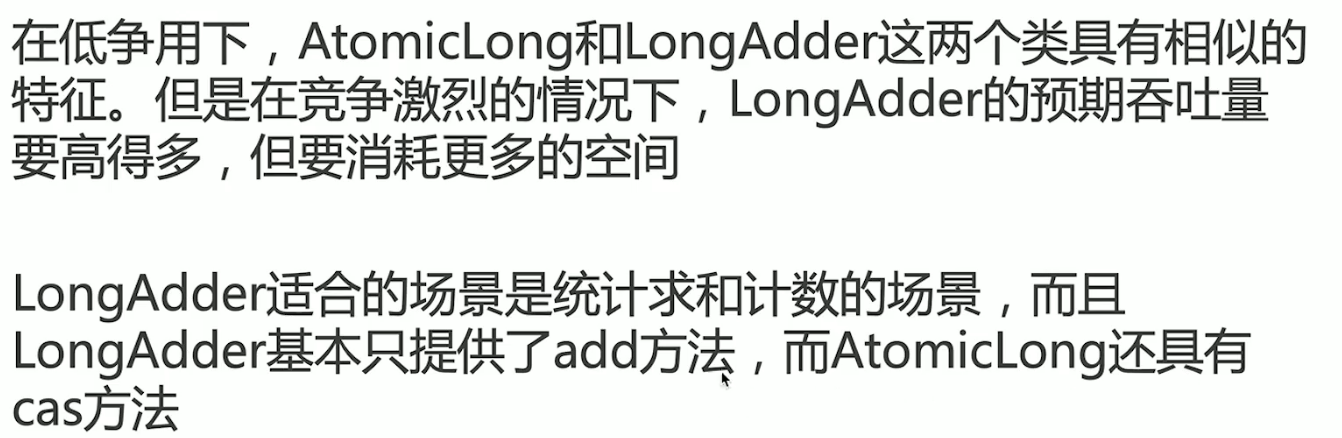 在低争用下，AtomicLong和LongAdder这两个类具有相似的
特征。但是在竞争激烈的情况下，LongAdder的预期吞吐量
要高得多，但要消耗更多的空间
LongAdder适合的场景是统计求和计数的场景，而且
LongAdder基本只提供了add方法，而AtomicLong还具有
cas方法